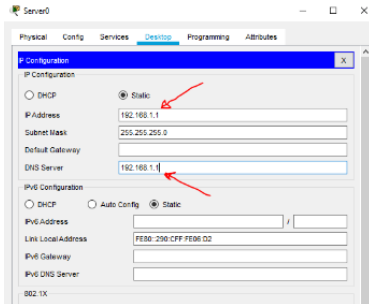 Server0
Physical Config Services Desktop Programming Attributes
IP Configuration X
IP Configuration
DHCP Static
IP Address 192.168.1.1
Subnet Mask 255.255.255.0
Default Gateway
DNS Server 192.168.1.1
IPv6 Configuration
DHCP Auto Config Static
IPv6 Address /
Link Local Address FE80::290:CFF:FE06:D2
IPv6 Gateway
IPv6 DNS Server
802.1X